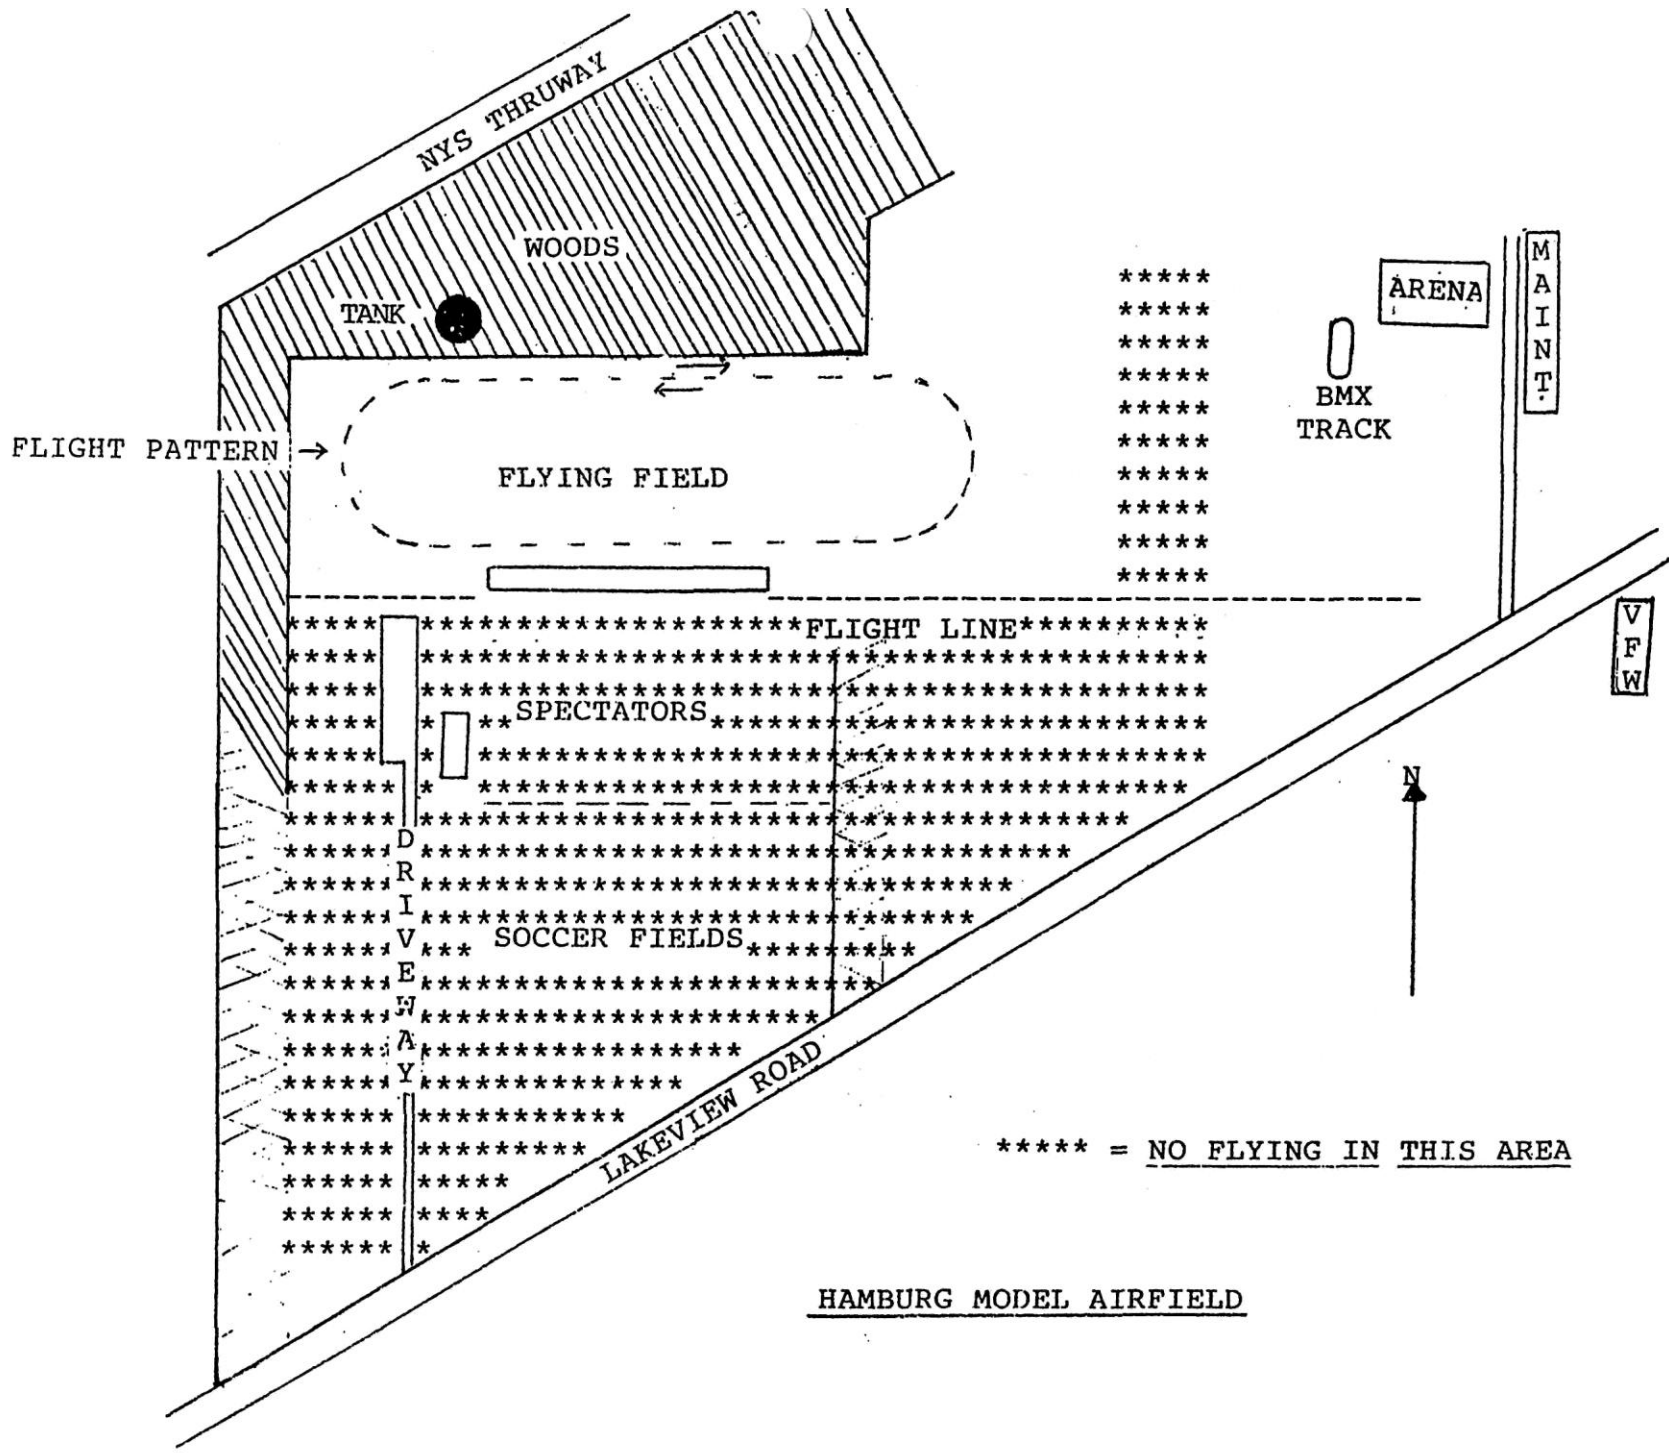 NYS THRUWAY
WOODS
TANK
ARENA
MAINT.
BMX
TRACK
FLIGHT PATTERN
FLYING FIELD
FLIGHT LINE
VFW
SPECTATORS
N
DRIVEWAY
SOCCER FIELDS
LAKEVIEW ROAD
***** = NO FLYING IN THIS AREA
HAMBURG MODEL AIRFIELD